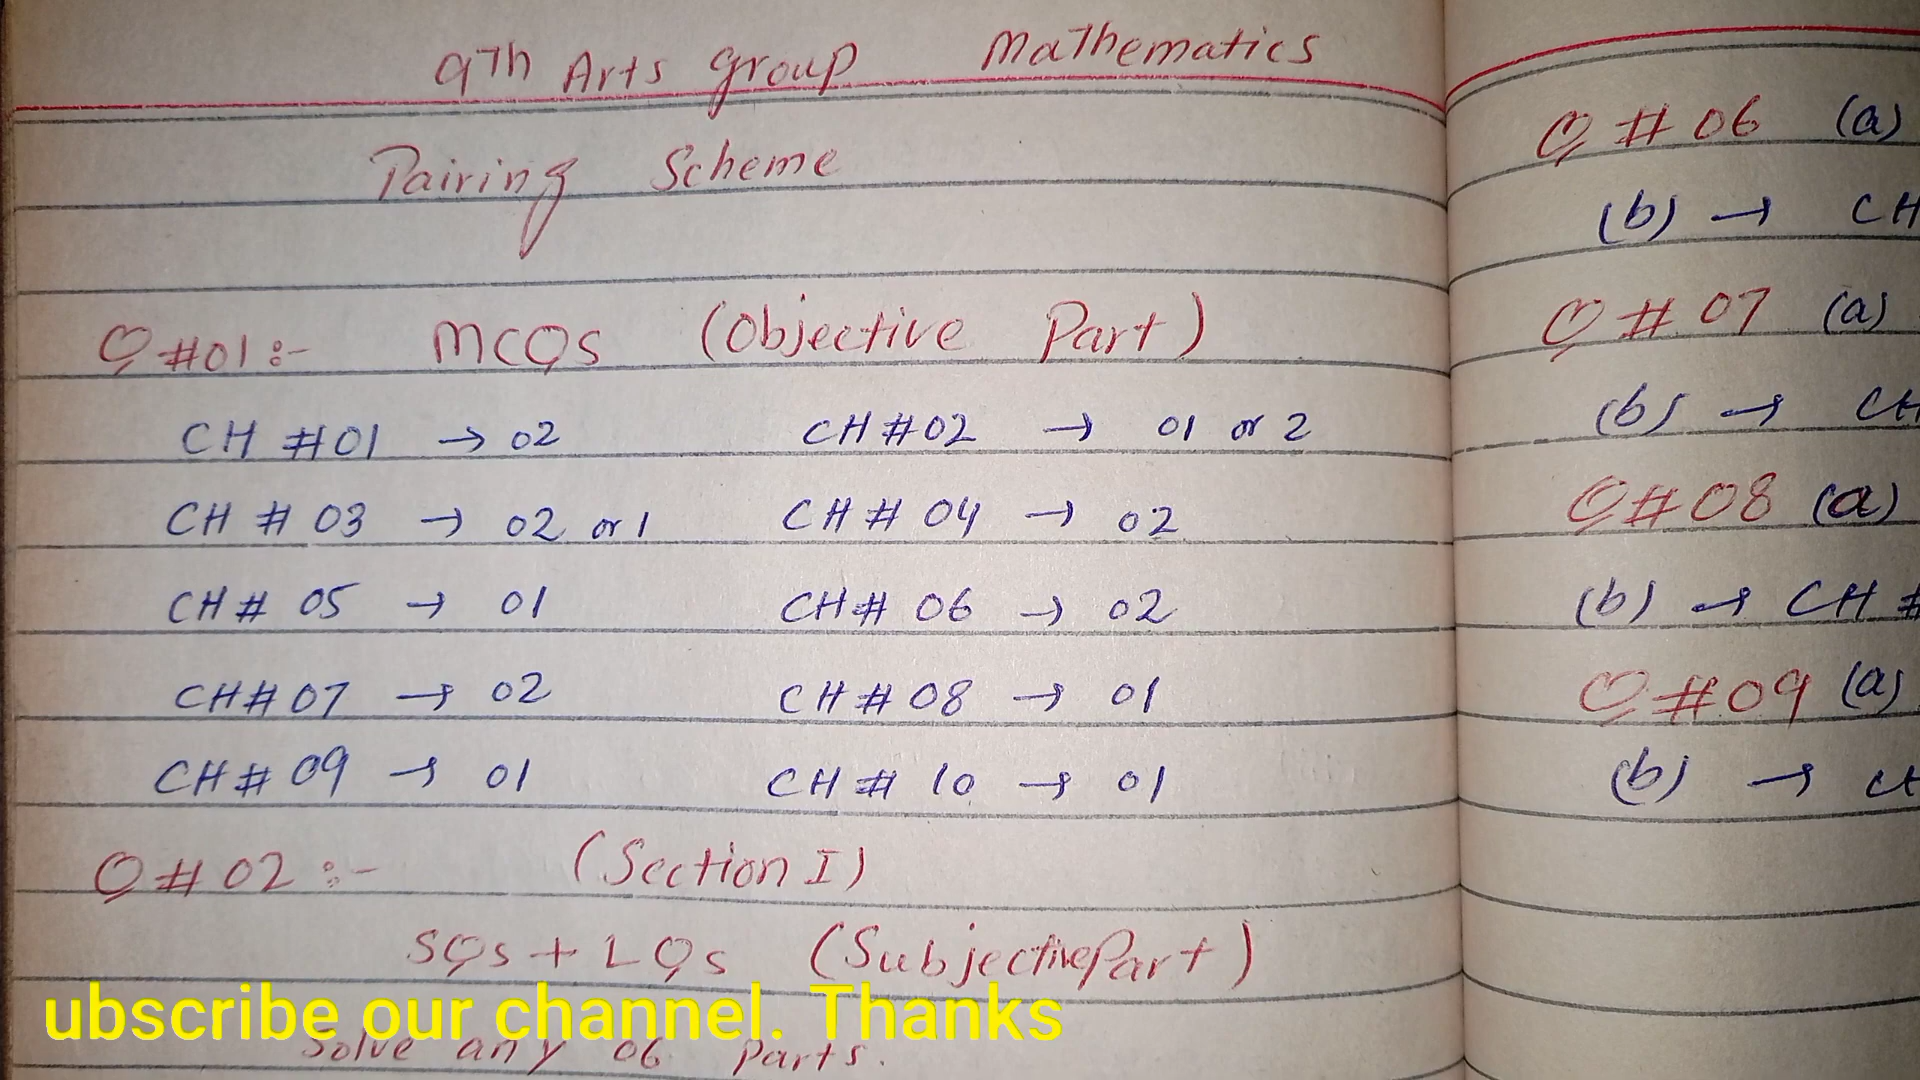 9Th Arts group Mathematics
Pairing Scheme
Q #01 :- MCQS (Objective Part)
CH #01 → 02 CH #02 → 01 or 2
CH # 03 → 02 or 1 CH # 04 → 02
CH # 05 → 01 CH # 06 → 02
CH # 07 → 02 CH # 08 → 01
CH # 09 → 01 CH # 10 → 01
Q # 02 :- (Section I)
SQs + LQs (Subjective Part)
ubscribe our channel. Thanks
Solve any 06 Parts.
Q # 06 (a)
(b) → CH
Q # 07 (a)
(b) → CH
Q # 08 (a)
(b) → CH #
Q # 09 (a)
(b) →